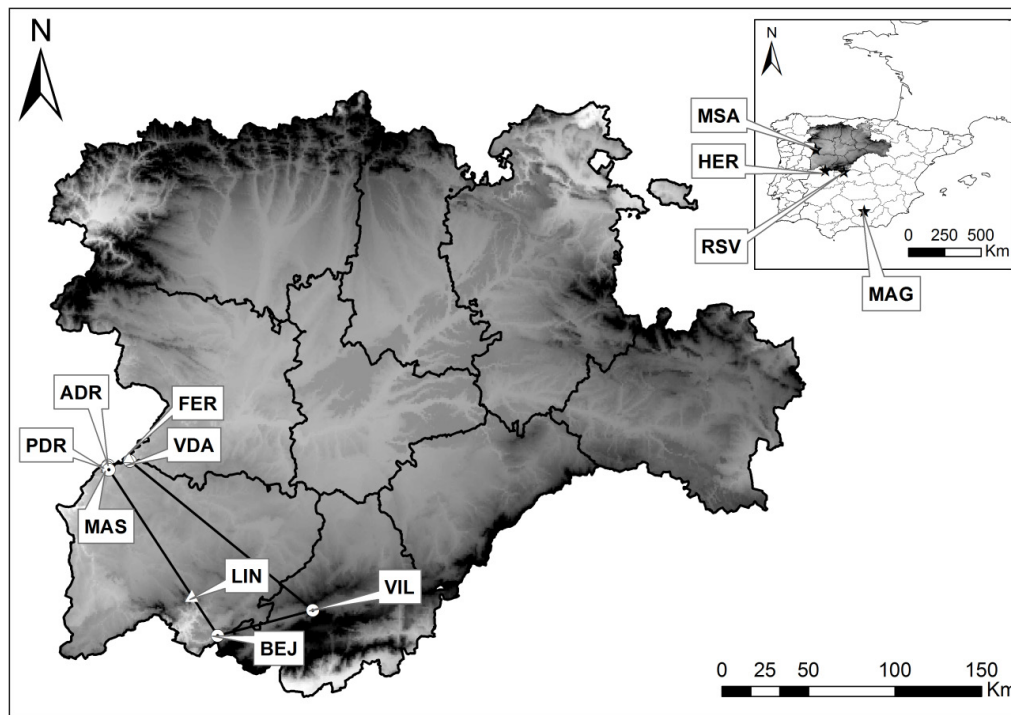 N
N
MSA
HER
RSV
0 250 500
Km
MAG
ADR
FER
PDR
VDA
MAS
LIN
VIL
BEJ
0 25 50 100 150
Km